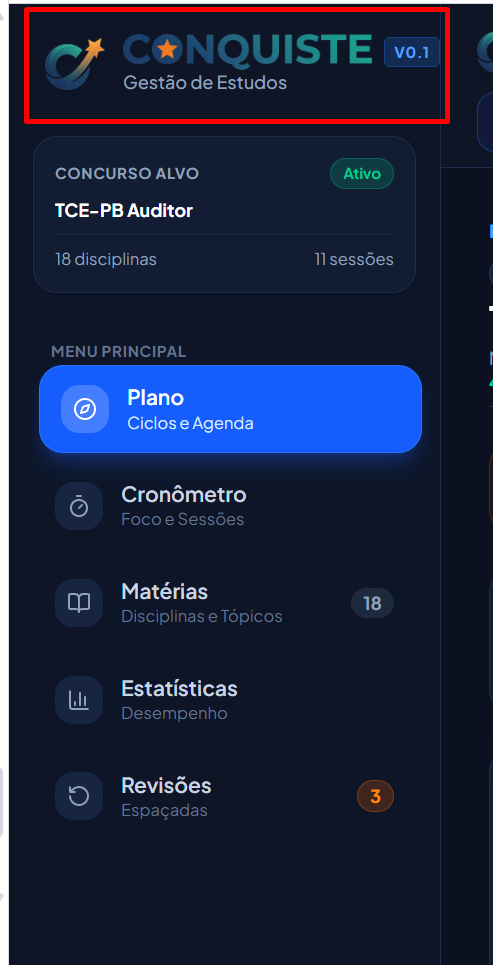 CONQUISTE V0.1
Gestão de Estudos
CONCURSO ALVO Ativo
TCE-PB Auditor
18 disciplinas 11 sessões
MENU PRINCIPAL
Plano
Ciclos e Agenda
Cronômetro
Foco e Sessões
Matérias
Disciplinas e Tópicos
18
Estatísticas
Desempenho
Revisões
Espaçadas
3